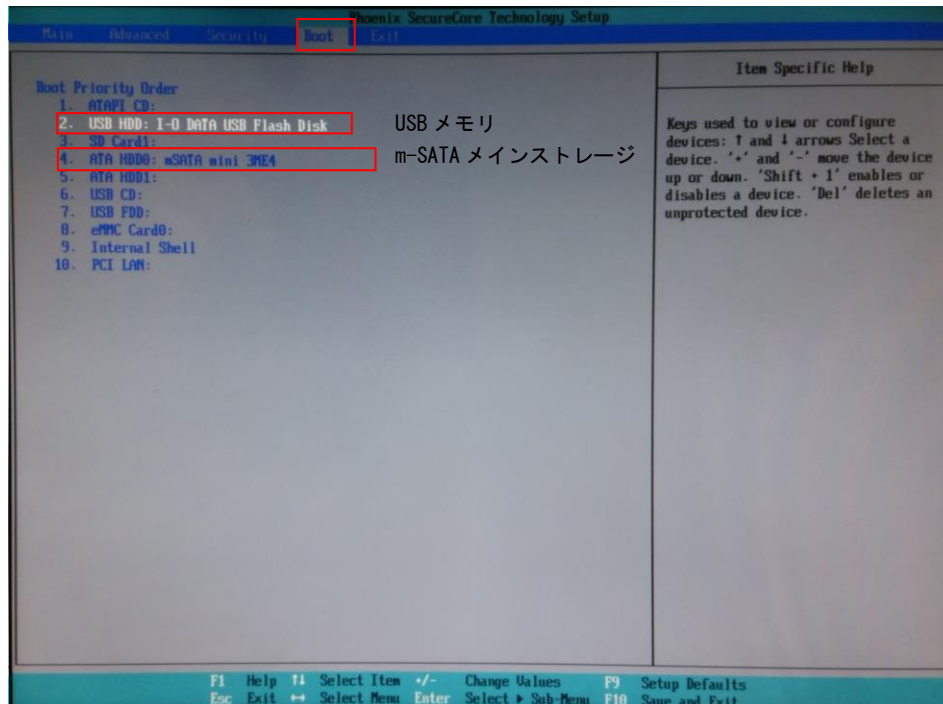 Phoenix SecureCore Technology Setup
Main Advanced Security Boot Exit
Item Specific Help
Boot Priority Order
1. ATAPI CD:
2. USB HDD: I-O DATA USB Flash Disk
USB メモリ
3. SD Card1:
4. ATA HDD0: mSATA mini 3ME4
m-SATA メインストレージ
5. ATA HDD1:
6. USB CD:
7. USB FDD:
8. eMMC Card0:
9. Internal Shell
10. PCI LAN:
Keys used to view or configure
devices: ↑ and ↓ arrows Select a
device. '+' and '-' move the device
up or down. 'Shift + 1' enables or
disables a device. 'Del' deletes an
unprotected device.
F1 Help ↑↓ Select Item +/- Change Values F9 Setup Defaults
Esc Exit ↔ Select Menu Enter Select ▶ Sub-Menu F10 Save and Exit